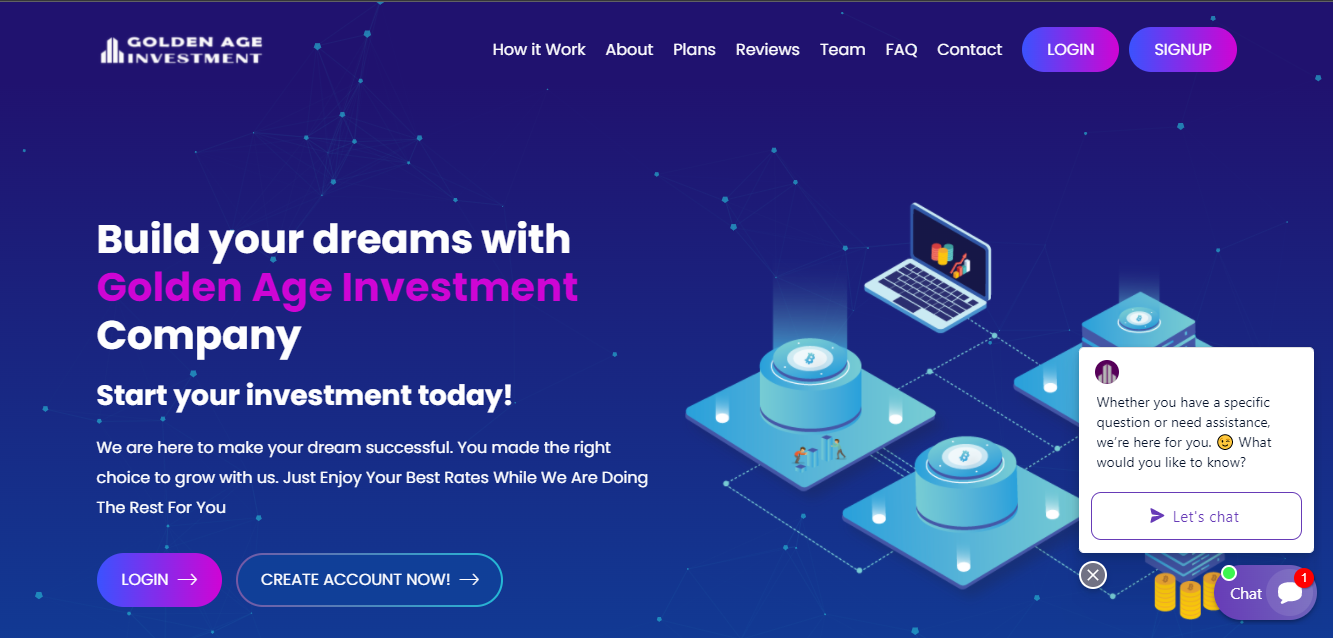 GOLDEN AGE
INVESTMENT
How it Work About Plans Reviews Team FAQ Contact LOGIN SIGNUP
Build your dreams with
Golden Age Investment
Company
Start your investment today!
We are here to make your dream successful. You made the right
choice to grow with us. Just Enjoy Your Best Rates While We Are Doing
The Rest For You
LOGIN
CREATE ACCOUNT NOW!
Whether you have a specific
question or need assistance,
we're here for you. 😉 What
would you like to know?
Let's chat
Chat
1